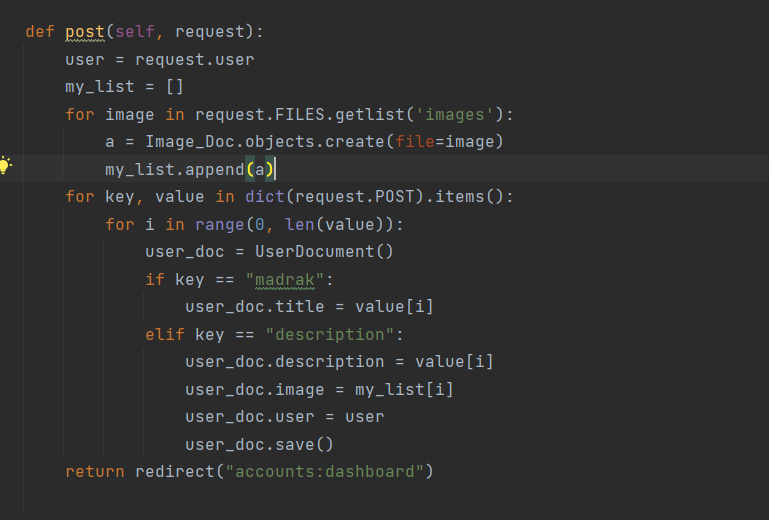 def post(self, request):
    user = request.user
    my_list = []
    for image in request.FILES.getlist('images'):
        a = Image_Doc.objects.create(file=image)
        my_list.append(a)
    for key, value in dict(request.POST).items():
        for i in range(0, len(value)):
            user_doc = UserDocument()
            if key == "madrak":
                user_doc.title = value[i]
            elif key == "description":
                user_doc.description = value[i]
                user_doc.image = my_list[i]
                user_doc.user = user
                user_doc.save()
    return redirect("accounts:dashboard")